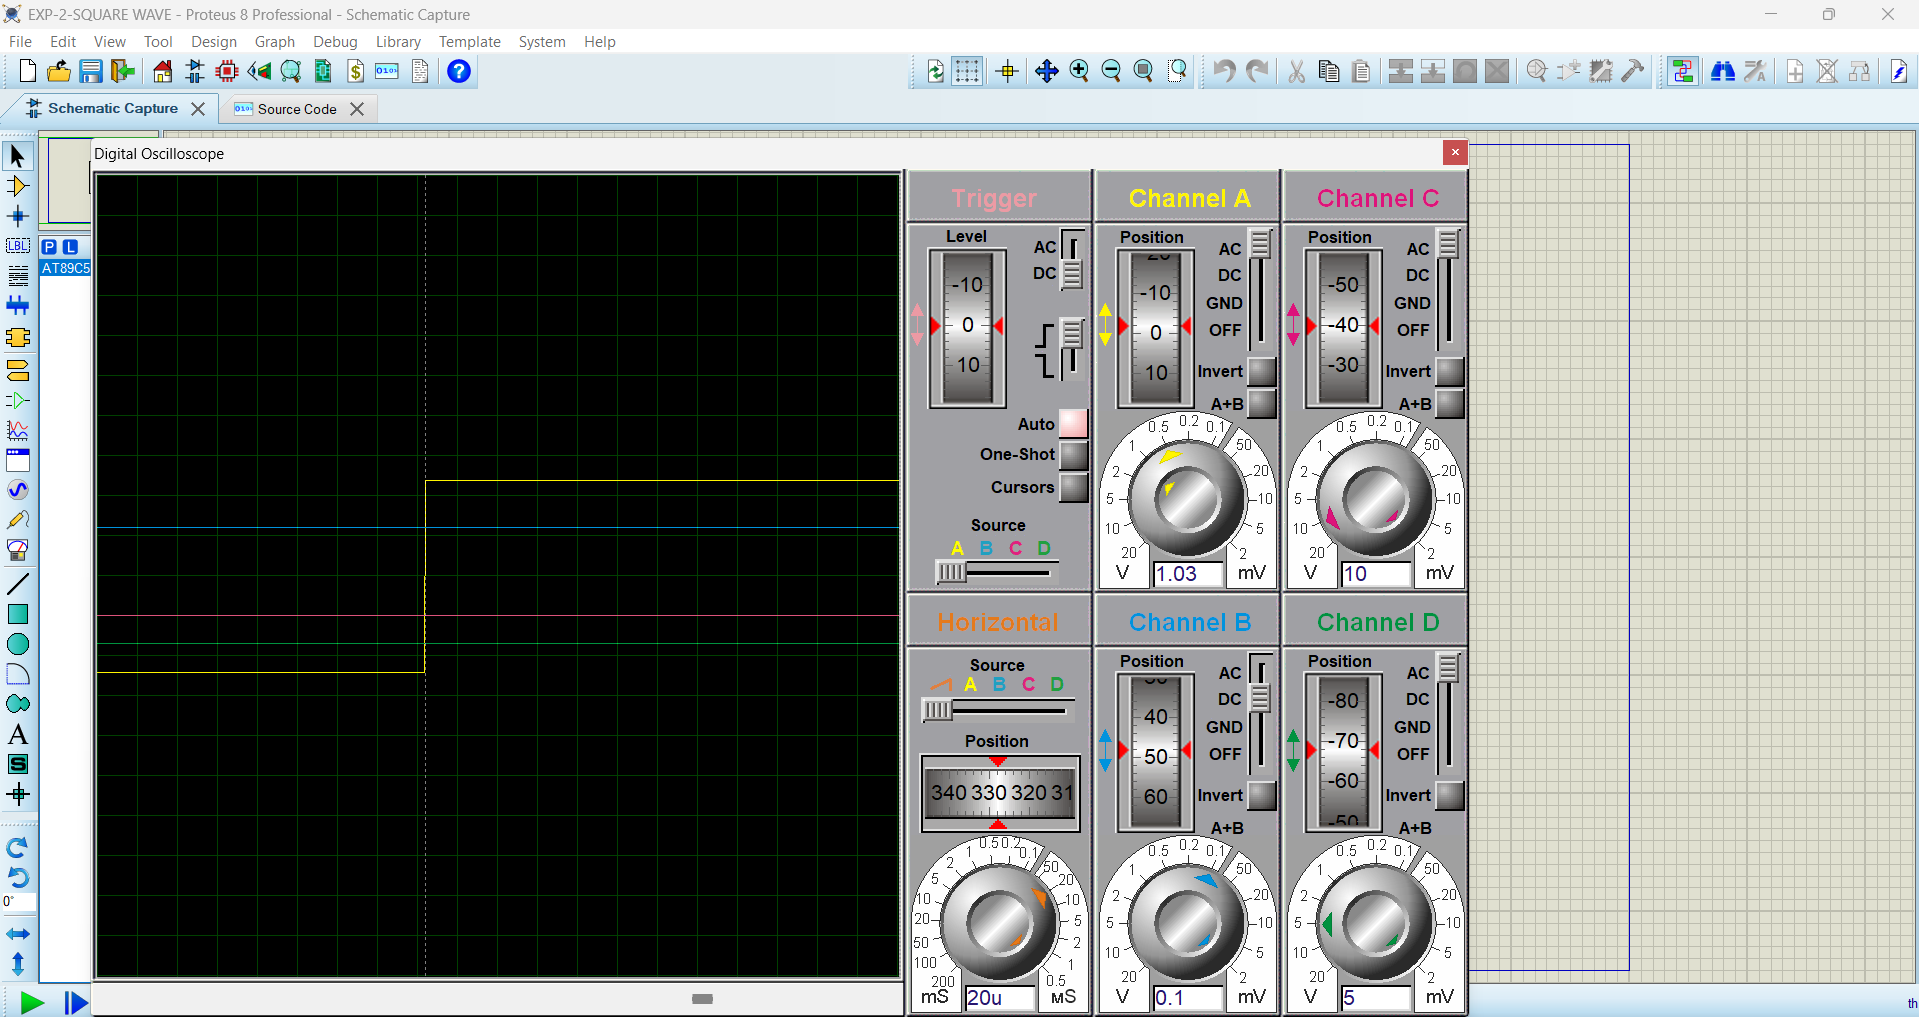 EXP-2-SQUARE WAVE - Proteus 8 Professional - Schematic Capture
File Edit View Tool Design Graph Debug Library Template System Help
Schematic Capture Source Code
Digital Oscilloscope
LBL
P L
AT89C5
A
S
0°
Trigger
Level
-10
0
10
AC
DC
Auto
One-Shot
Cursors
Source
A B C D
Channel A
Position
-10
0
10
AC
DC
GND
OFF
Invert
A+B
20 10 5 2 1 0.5 0.2 0.1 50 20 10 5 2
V 1.03 mV
Channel C
Position
-50
-40
-30
AC
DC
GND
OFF
Invert
A+B
20 10 5 2 1 0.5 0.2 0.1 50 20 10 5 2
V 10 mV
Horizontal
Source
A B C D
Position
340 330 320 31
200 100 50 20 10 5 2 1 0.5 0.2 0.1 50 20 10 5 2 1 0.5
mS 20u мS
Channel B
Position
40
50
60
AC
DC
GND
OFF
Invert
A+B
20 10 5 2 1 0.5 0.2 0.1 50 20 10 5 2
V 0.1 mV
Channel D
Position
-80
-70
-60
-50
AC
DC
GND
OFF
Invert
A+B
20 10 5 2 1 0.5 0.2 0.1 50 20 10 5 2
V 5 mV
th